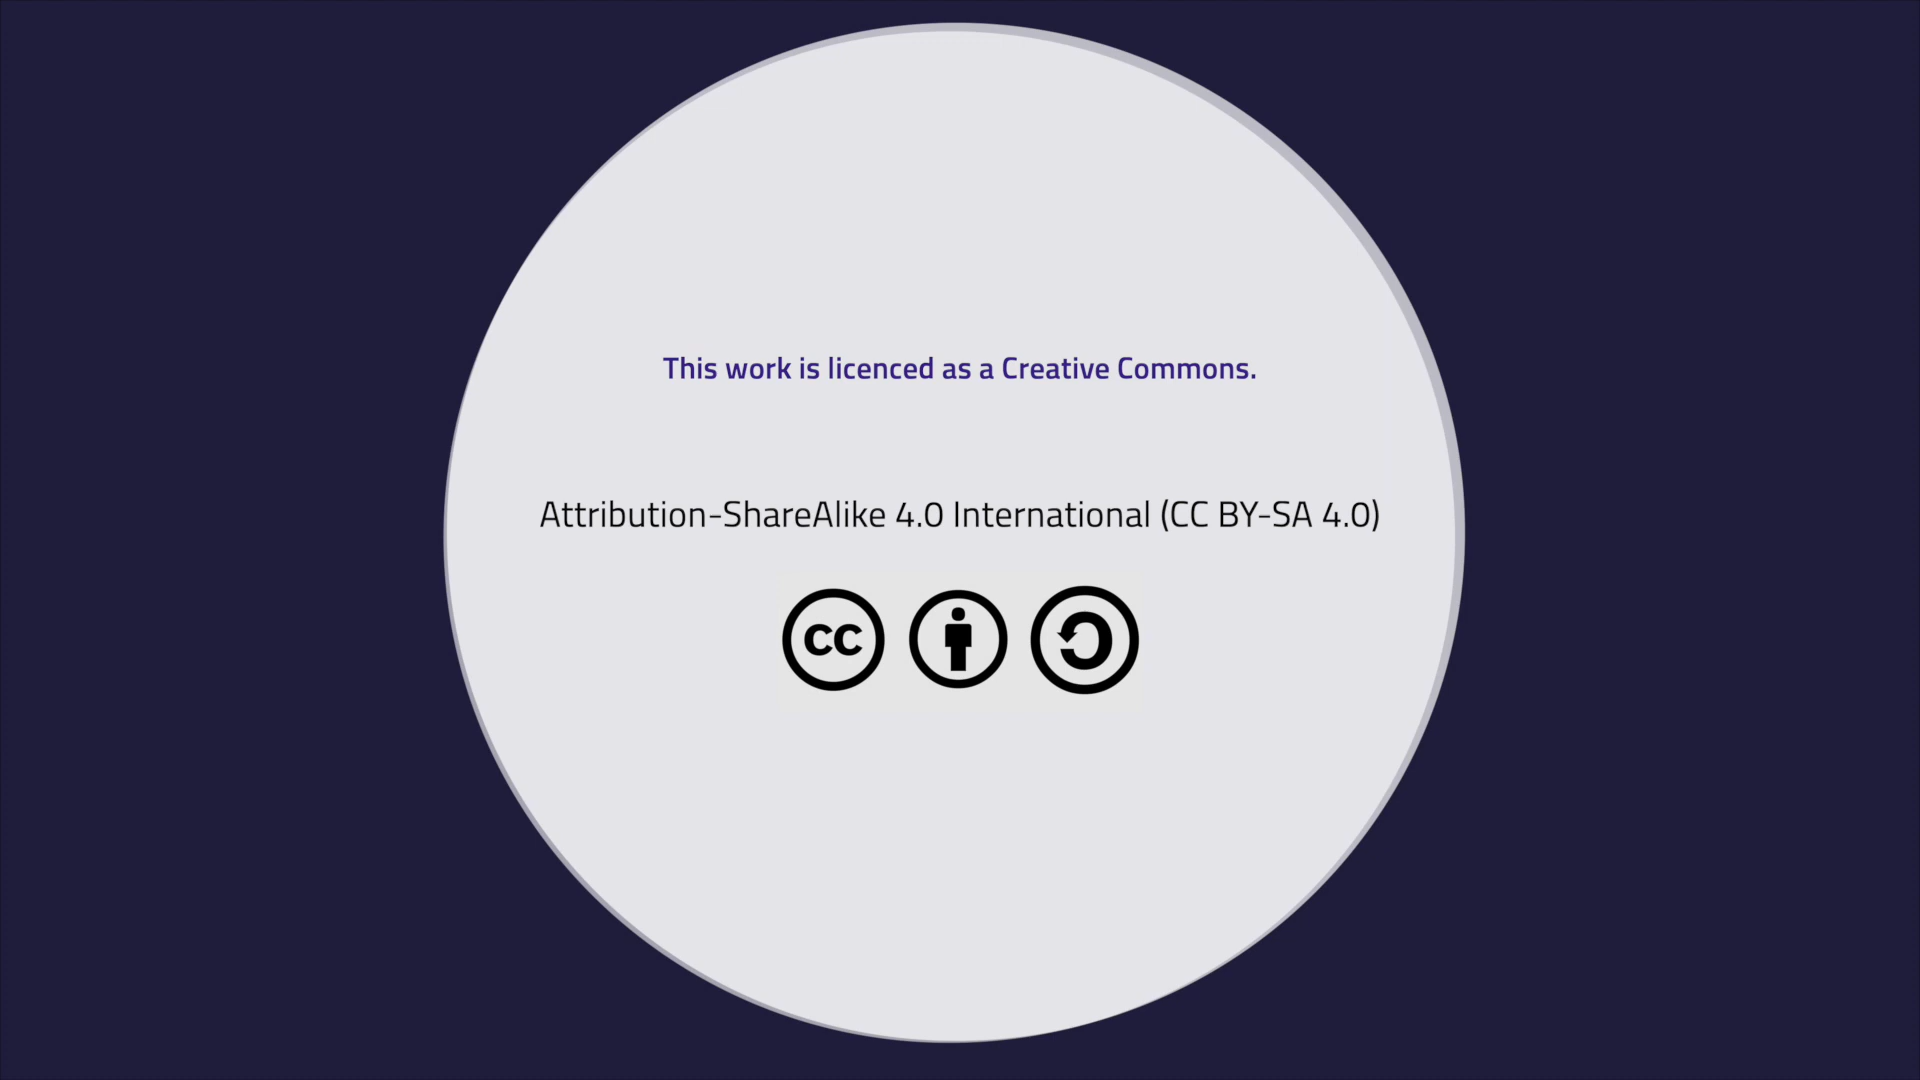 This work is licenced as a Creative Commons.
Attribution-ShareAlike 4.0 International (CC BY-SA 4.0)
cc